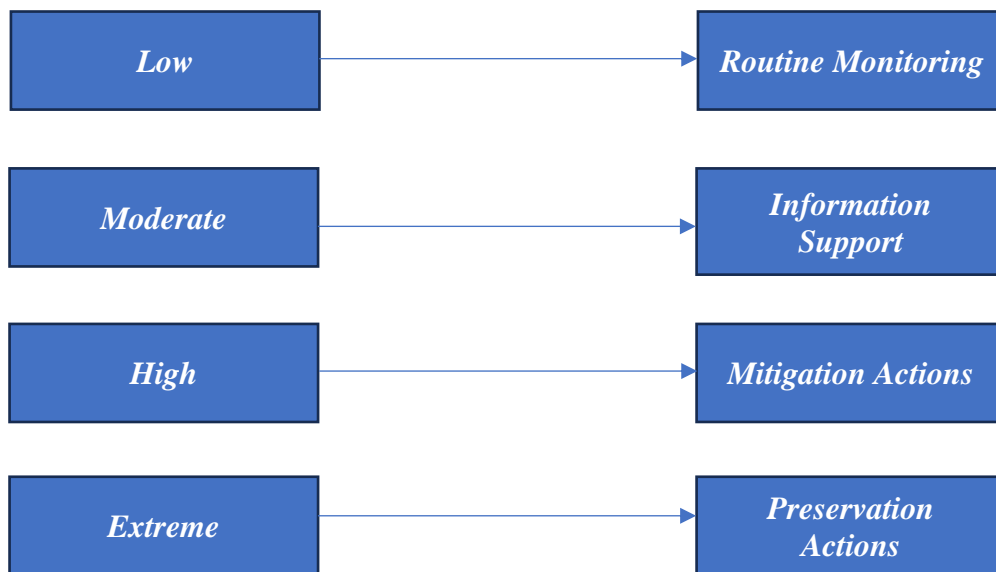 Low
Routine Monitoring
Moderate
Information
Support
High
Mitigation Actions
Extreme
Preservation
Actions